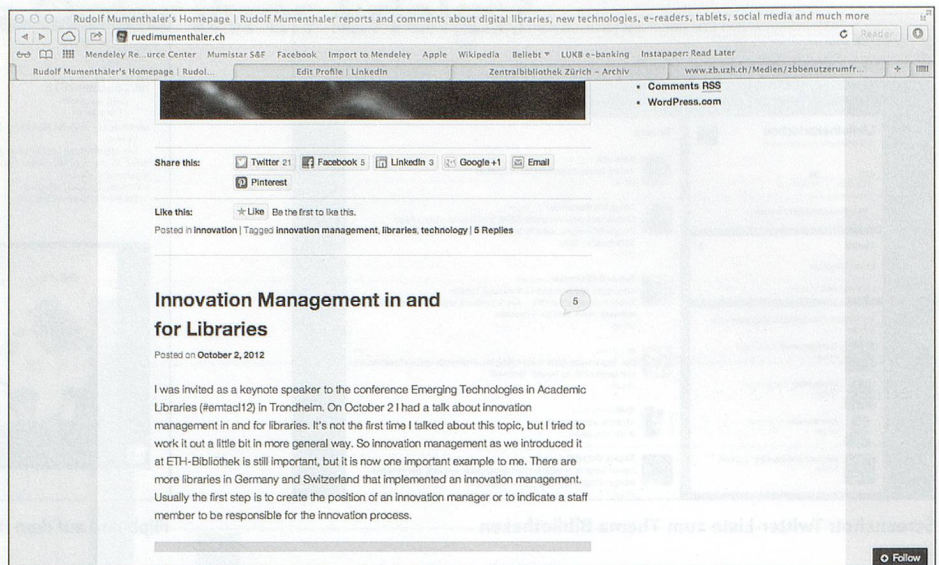 Rudolf Mumenthaler's Homepage | Rudolf Mumenthaler reports and comments about digital libraries, new technologies, e-readers, tablets, social media and much more
ruedimumenthaler.ch
Reader
Mendeley Re...urce Center Mumistar S&F Facebook Import to Mendeley Apple Wikipedia Beliebt LUKB e-banking Instapaper: Read Later
Rudolf Mumenthaler's Homepage | Rudol... Edit Profile | LinkedIn Zentralbibliothek Zürich – Archiv www.zb.uzh.ch/Medien/zbbenutzerumfr... +
Comments RSS
WordPress.com
Share this: Twitter 21 Facebook 5 LinkedIn 3 Google +1 Email
Pinterest
Like this: Like Be the first to like this.
Posted in innovation | Tagged innovation management, libraries, technology | 5 Replies
Innovation Management in and 5
for Libraries
Posted on October 2, 2012
I was invited as a keynote speaker to the conference Emerging Technologies in Academic
Libraries (#emtacl12) in Trondheim. On October 2 I had a talk about innovation
management in and for libraries. It's not the first time I talked about this topic, but I tried to
work it out a little bit in more general way. So innovation management as we introduced it
at ETH-Bibliothek is still important, but it is now one important example to me. There are
more libraries in Germany and Switzerland that implemented an innovation management.
Usually the first step is to create the position of an innovation manager or to indicate a staff
member to be responsible for the innovation process.
Follow